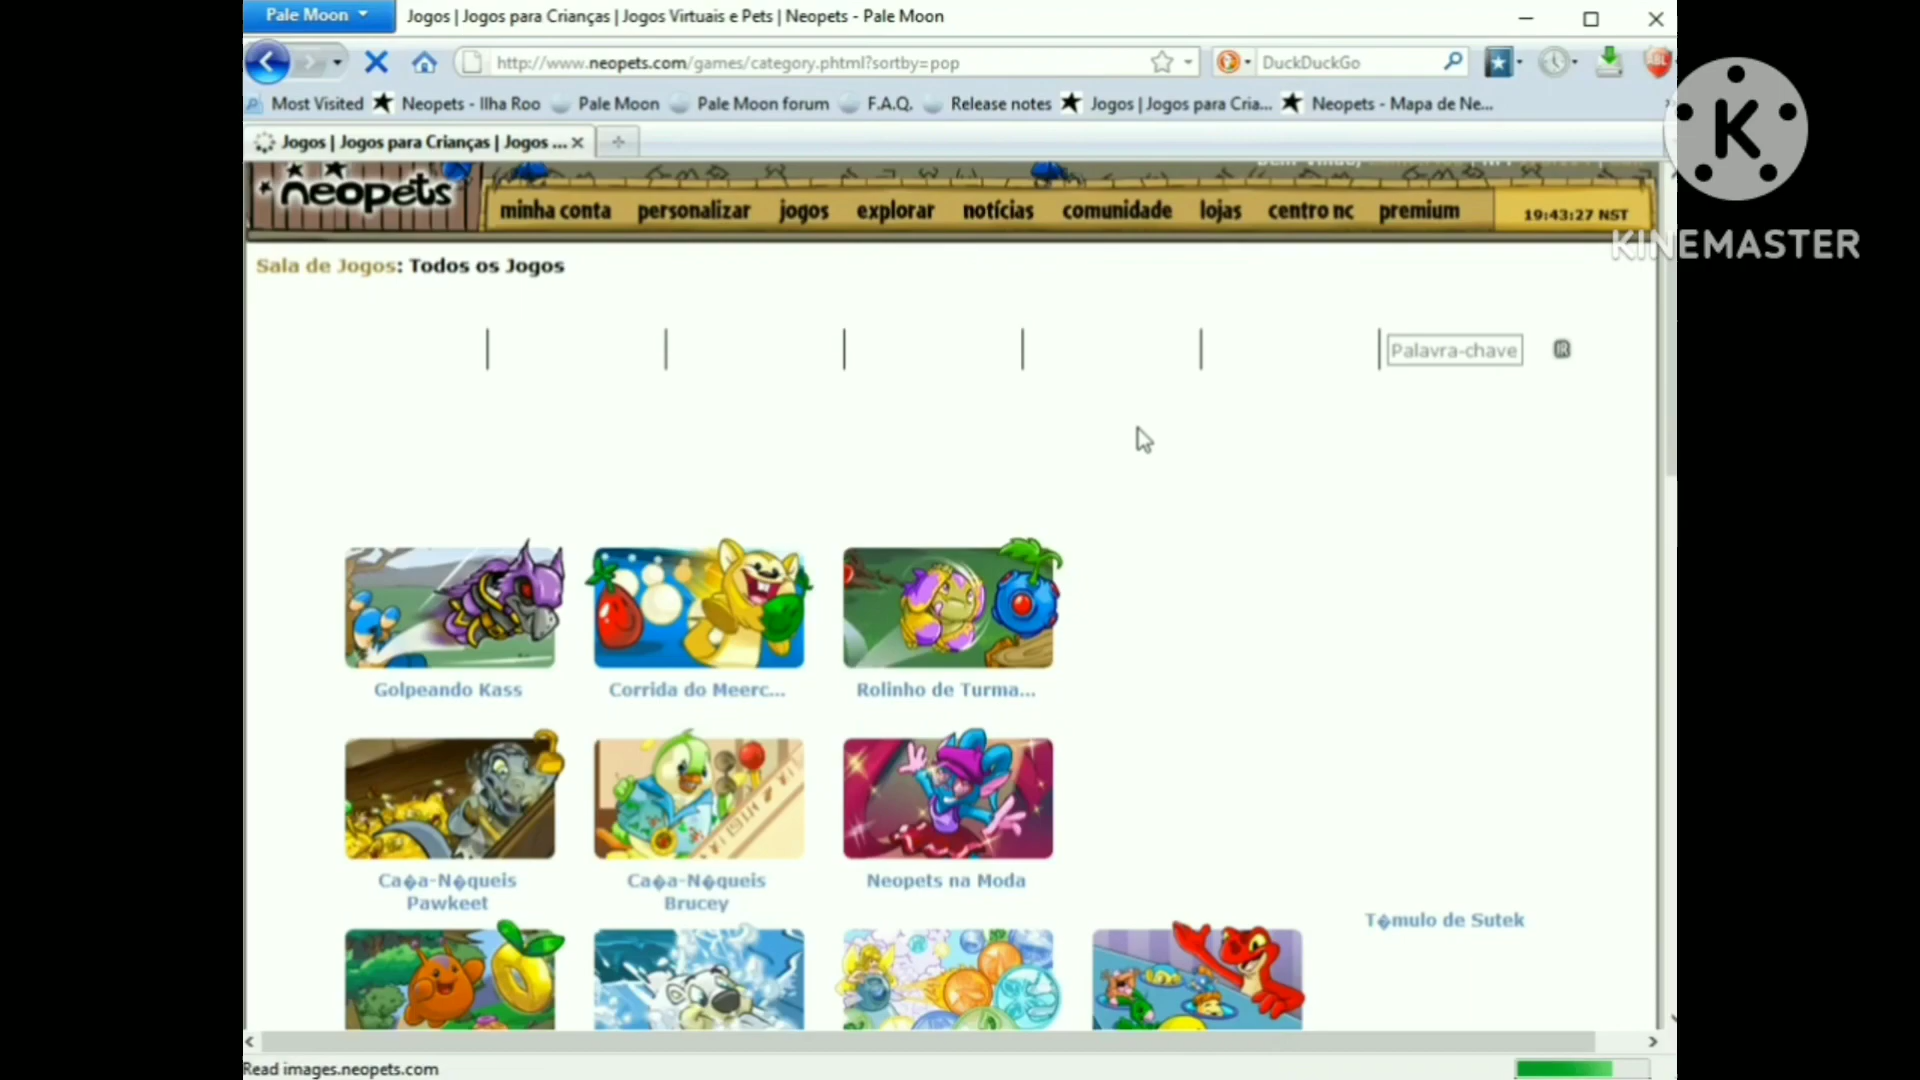 Pale Moon
Jogos | Jogos para Crianças | Jogos Virtuais e Pets | Neopets - Pale Moon
http://www.neopets.com/games/category.phtml?sortby=pop
DuckDuckGo
ABL
Most Visited
Neopets - Ilha Roo
Pale Moon
Pale Moon forum
F.A.Q.
Release notes
Jogos | Jogos para Cria...
Neopets - Mapa de Ne...
Jogos | Jogos para Crianças | Jogos ...
K
KINEMASTER
neopets
minha conta
personalizar
jogos
explorar
notícias
comunidade
lojas
centro nc
premium
19:43:27 NST
Sala de Jogos: Todos os Jogos
Palavra-chave
IR
Golpeando Kass
Corrida do Meerc...
Rolinho de Turma...
Ca�a-N�queis
Pawkeet
Ca�a-N�queis
Brucey
Neopets na Moda
T�mulo de Sutek
Read images.neopets.com